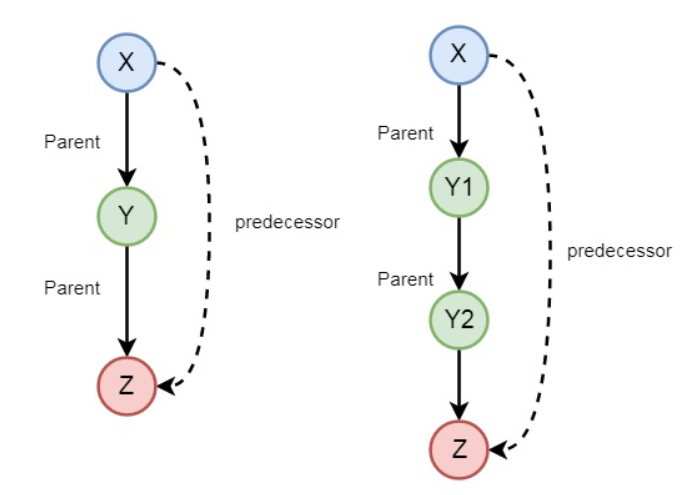 X
Parent
Y
predecessor
Parent
Z
X
Parent
Y1
predecessor
Parent
Y2
Z